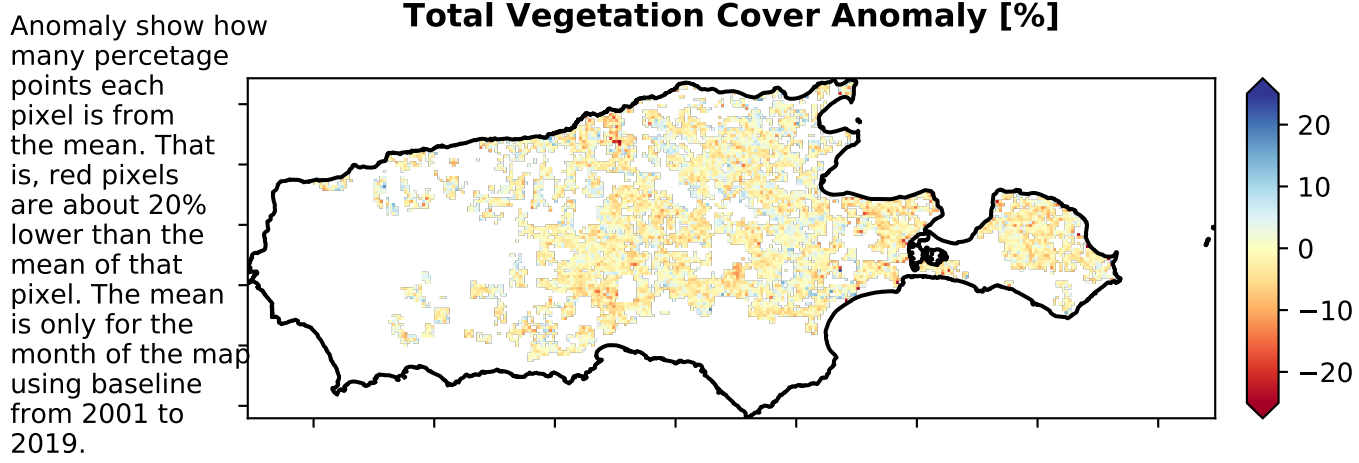 Total Vegetation Cover Anomaly [%]
Anomaly show how
many percetage
points each
pixel is from
the mean. That
is, red pixels
are about 20%
lower than the
mean of that
pixel. The mean
is only for the
month of the map
using baseline
from 2001 to
2019.
20
10
0
−10
−20